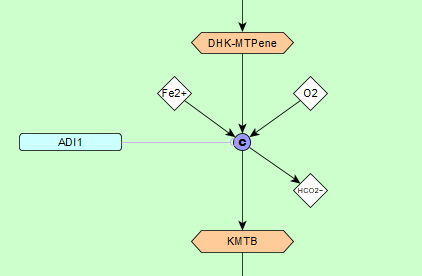 DHK-MTPene
Fe2+
O2
ADI1
C
HCO2-
KMTB